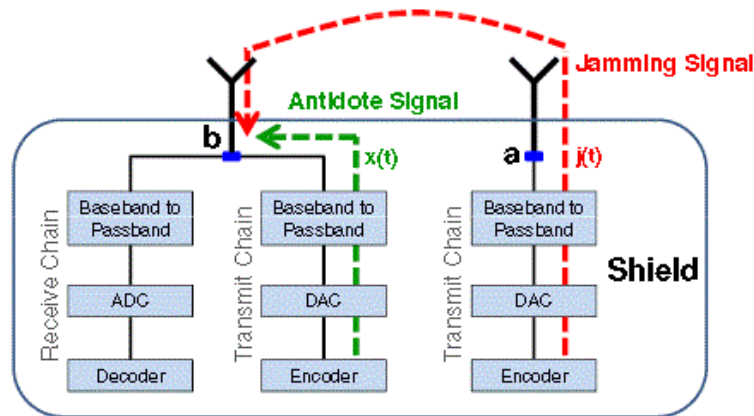 Jamming Signal
Antidote Signal
b
x(t)
a
j(t)
Receive Chain
Baseband to
Passband
ADC
Decoder
Transmit Chain
Baseband to
Passband
DAC
Encoder
Transmit Chain
Baseband to
Passband
DAC
Encoder
Shield